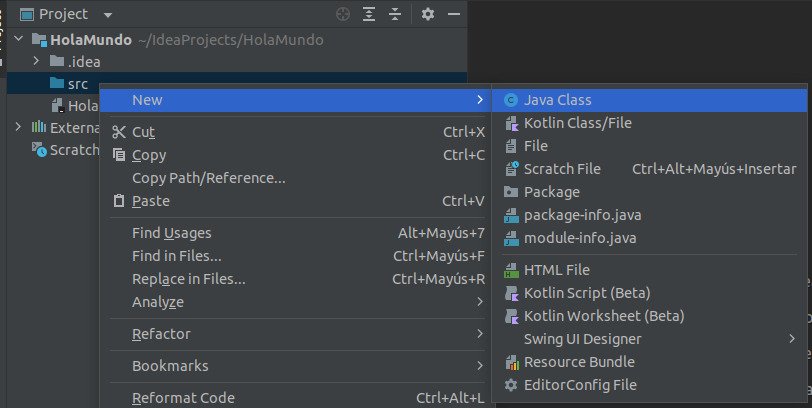 Project
HolaMundo ~/IdeaProjects/HolaMundo
.idea
src
Hola
Externa
Scratch
New
Cut Ctrl+X
Copy Ctrl+C
Copy Path/Reference...
Paste Ctrl+V
Find Usages Alt+Mayús+7
Find in Files... Ctrl+Mayús+F
Replace in Files... Ctrl+Mayús+R
Analyze
Refactor
Bookmarks
Reformat Code Ctrl+Alt+L
Java Class
Kotlin Class/File
File
Scratch File Ctrl+Alt+Mayús+Insertar
Package
package-info.java
module-info.java
HTML File
Kotlin Script (Beta)
Kotlin Worksheet (Beta)
Swing UI Designer
Resource Bundle
EditorConfig File